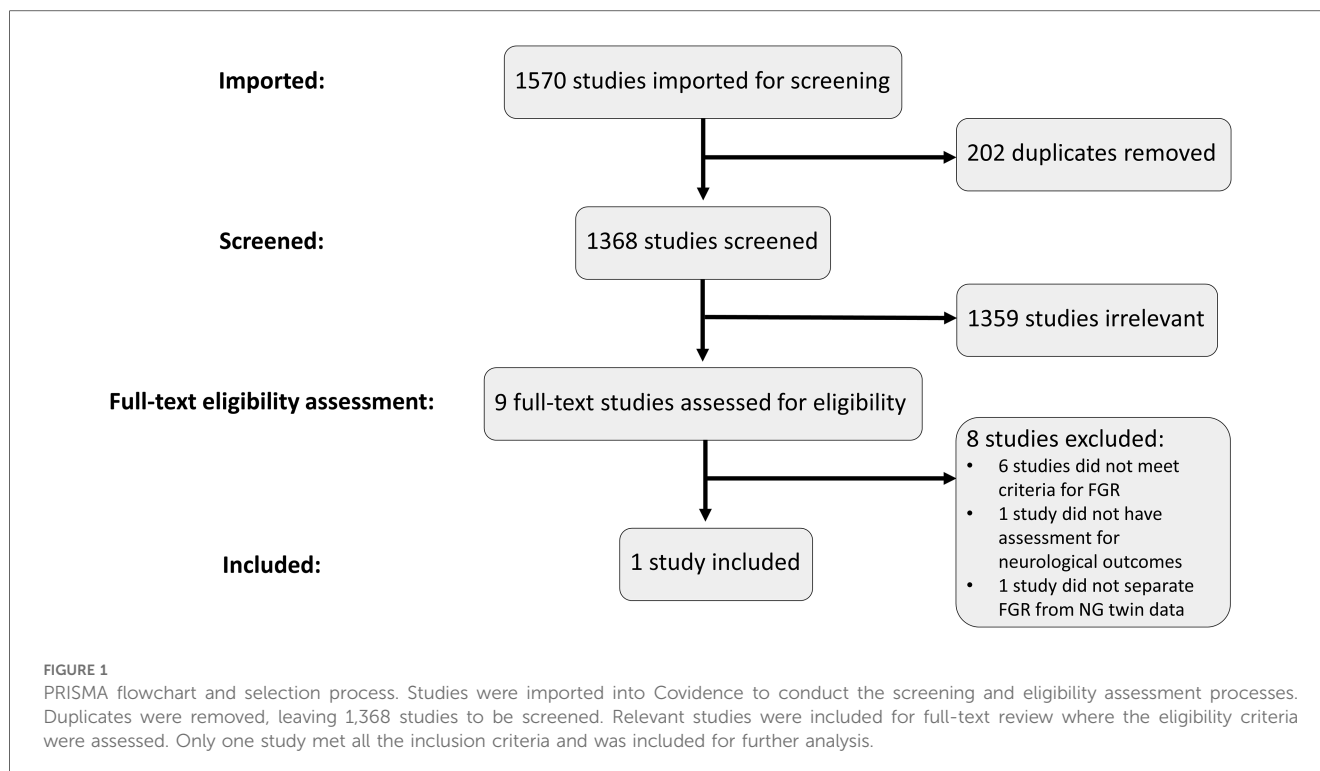 Imported:
1570 studies imported for screening
202 duplicates removed
Screened:
1368 studies screened
1359 studies irrelevant
Full-text eligibility assessment:
9 full-text studies assessed for eligibility
8 studies excluded:
• 6 studies did not meet
criteria for FGR
• 1 study did not have
assessment for
neurological outcomes
• 1 study did not separate
FGR from NG twin data
Included:
1 study included
FIGURE 1
PRISMA flowchart and selection process. Studies were imported into Covidence to conduct the screening and eligibility assessment processes.
Duplicates were removed, leaving 1,368 studies to be screened. Relevant studies were included for full-text review where the eligibility criteria
were assessed. Only one study met all the inclusion criteria and was included for further analysis.